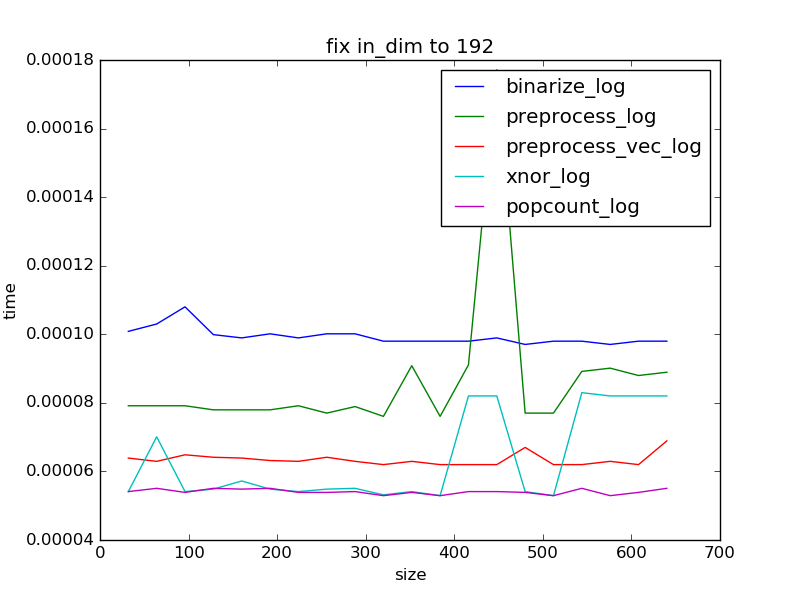 fix in_dim to 192
0.00018
0.00016
0.00014
0.00012
0.00010
0.00008
0.00006
0.00004
time
binarize_log
preprocess_log
preprocess_vec_log
xnor_log
popcount_log
0 100 200 300 400 500 600 700
size